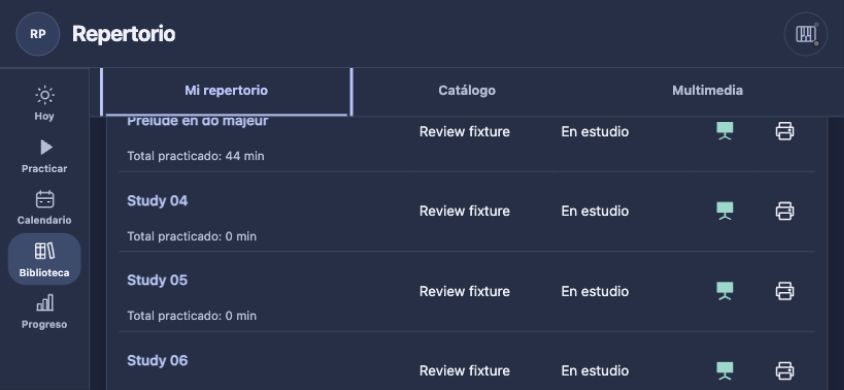 RP
Repertorio
Hoy
Practicar
Calendario
Biblioteca
Progreso
Mi repertorio
Catálogo
Multimedia
Prélude en do majeur
Review fixture
En estudio
Total practicado: 44 min
Study 04
Review fixture
En estudio
Total practicado: 0 min
Study 05
Review fixture
En estudio
Total practicado: 0 min
Study 06
Review fixture
En estudio